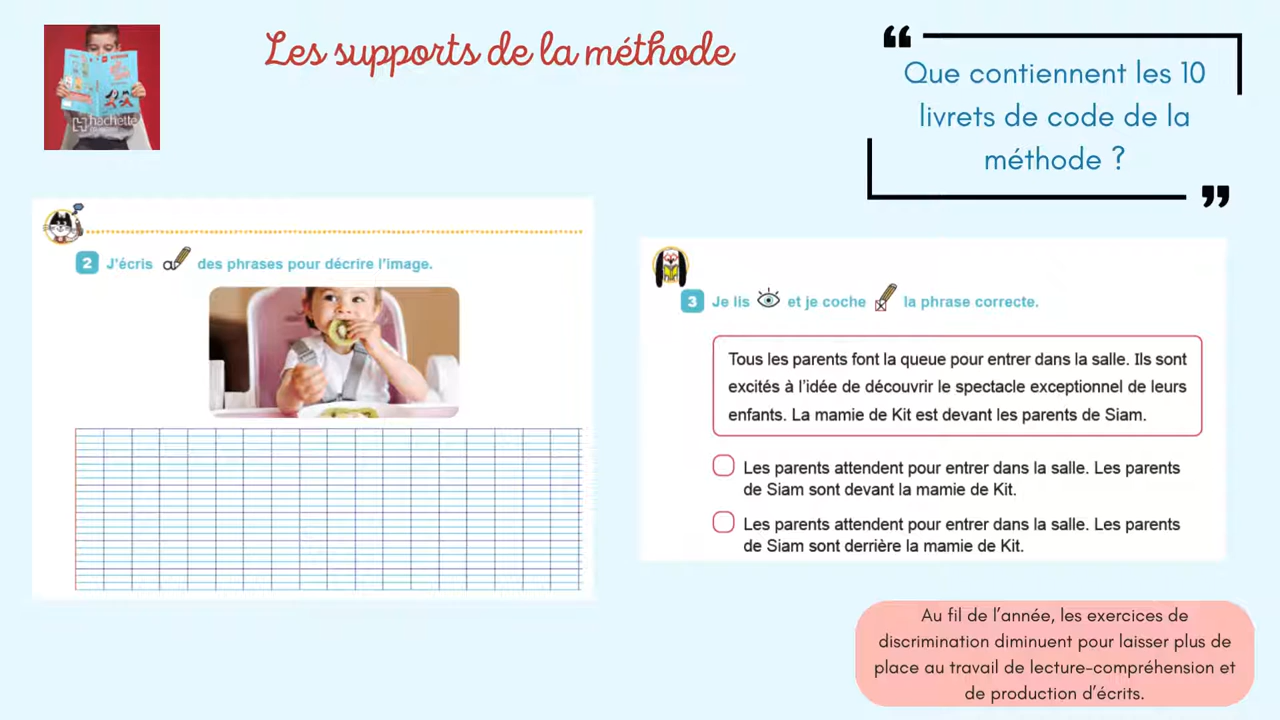 hachette
Les supports de la méthode
“
Que contiennent les 10
livrets de code de la
méthode ?
”
2 J'écris des phrases pour décrire l'image.
3 Je lis et je coche la phrase correcte.
Tous les parents font la queue pour entrer dans la salle. Ils sont
excités à l'idée de découvrir le spectacle exceptionnel de leurs
enfants. La mamie de Kit est devant les parents de Siam.
Les parents attendent pour entrer dans la salle. Les parents
de Siam sont devant la mamie de Kit.
Les parents attendent pour entrer dans la salle. Les parents
de Siam sont derrière la mamie de Kit.
Au fil de l'année, les exercices de
discrimination diminuent pour laisser plus de
place au travail de lecture-compréhension et
de production d'écrits.